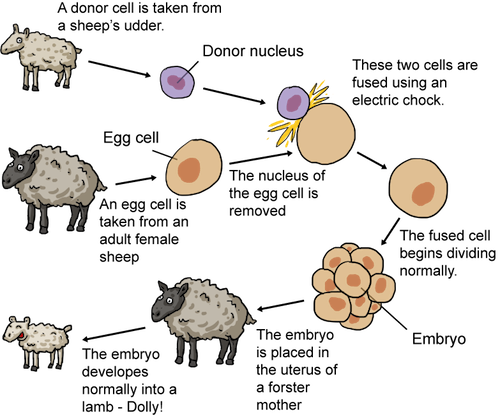 A donor cell is taken from
a sheep's udder.
Donor nucleus
These two cells are
fused using an
electric chock.
Egg cell
An egg cell is
taken from an
adult female
sheep
The nucleus of
the egg cell is
removed
The fused cell
begins dividing
normally.
Embryo
The embryo
is placed in
the uterus of
a forster
mother
The embryo
developes
normally into a
lamb - Dolly!